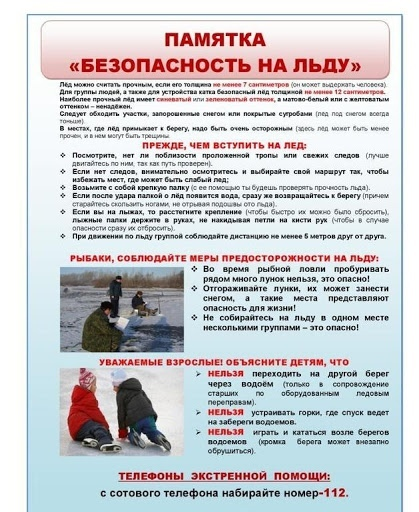 ПАМЯТКА
«БЕЗОПАСНОСТЬ НА ЛЬДУ»
Лёд можно считать прочным, если его толщина не менее 7 сантиметров (он может выдержать человека).
Для группы людей, а также для устройства катка безопасный лёд толщиной не менее 12 сантиметров.
Наиболее прочный лёд имеет синеватый или зеленоватый оттенок, а матово-белый или с желтоватым
оттенком – ненадёжен.
Следует обходить участки, запорошенные снегом или покрытые сугробами (лёд под снегом всегда
тоньше).
В местах, где лёд примыкает к берегу, надо быть очень осторожным (здесь лёд может быть менее
прочен, и в нем могут быть трещины).
ПРЕЖДЕ, ЧЕМ ВСТУПИТЬ НА ЛЕД:
❖ Посмотрите, нет ли поблизости проложенной тропы или свежих следов (лучше
двигайтесь по ним, так как путь проверен).
❖ Если нет следов, внимательно осмотритесь и выбирайте свой маршрут так, чтобы
избежать мест, где может быть слабый лед;
❖ Возьмите с собой крепкую палку (с ее помощью ты будешь проверять прочность льда).
❖ Если после удара палкой о лёд появится вода, сразу же возвращайтесь к берегу (причем
старайтесь скользить ногами, не отрывая подошвы ото льда).
❖ Если вы на лыжах, то расстегните крепление (чтобы быстро их можно было сбросить),
лыжные палки держите в руках, не накидывая петли на кисти рук (чтобы в случае
опасности сразу их отбросить).
❖ При движении по льду группой соблюдайте дистанцию не менее 5 метров друг от друга.
РЫБАКИ, СОБЛЮДАЙТЕ МЕРЫ ПРЕДОСТОРОЖНОСТИ НА ЛЬДУ:
❖ Во время рыбной ловли пробуривать
рядом много лунок нельзя, это опасно!
❖ Отгораживайте лунки, их может занести
снегом, а такие места представляют
опасность для жизни!
❖ Не собирайтесь на льду в одном месте
несколькими группами – это опасно!
УВАЖАЕМЫЕ ВЗРОСЛЫЕ! ОБЪЯСНИТЕ ДЕТЯМ, ЧТО
➢ НЕЛЬЗЯ переходить на другой берег
через водоём (только в сопровождение
старших по оборудованным ледовым
переправам).
➢ НЕЛЬЗЯ устраивать горки, где спуск ведет
на забереги водоемов.
➢ НЕЛЬЗЯ играть и кататься возле берегов
водоемов (кромка берега может внезапно
обрушиться).
ТЕЛЕФОНЫ ЭКСТРЕННОЙ ПОМОЩИ:
с сотового телефона набирайте номер-112.